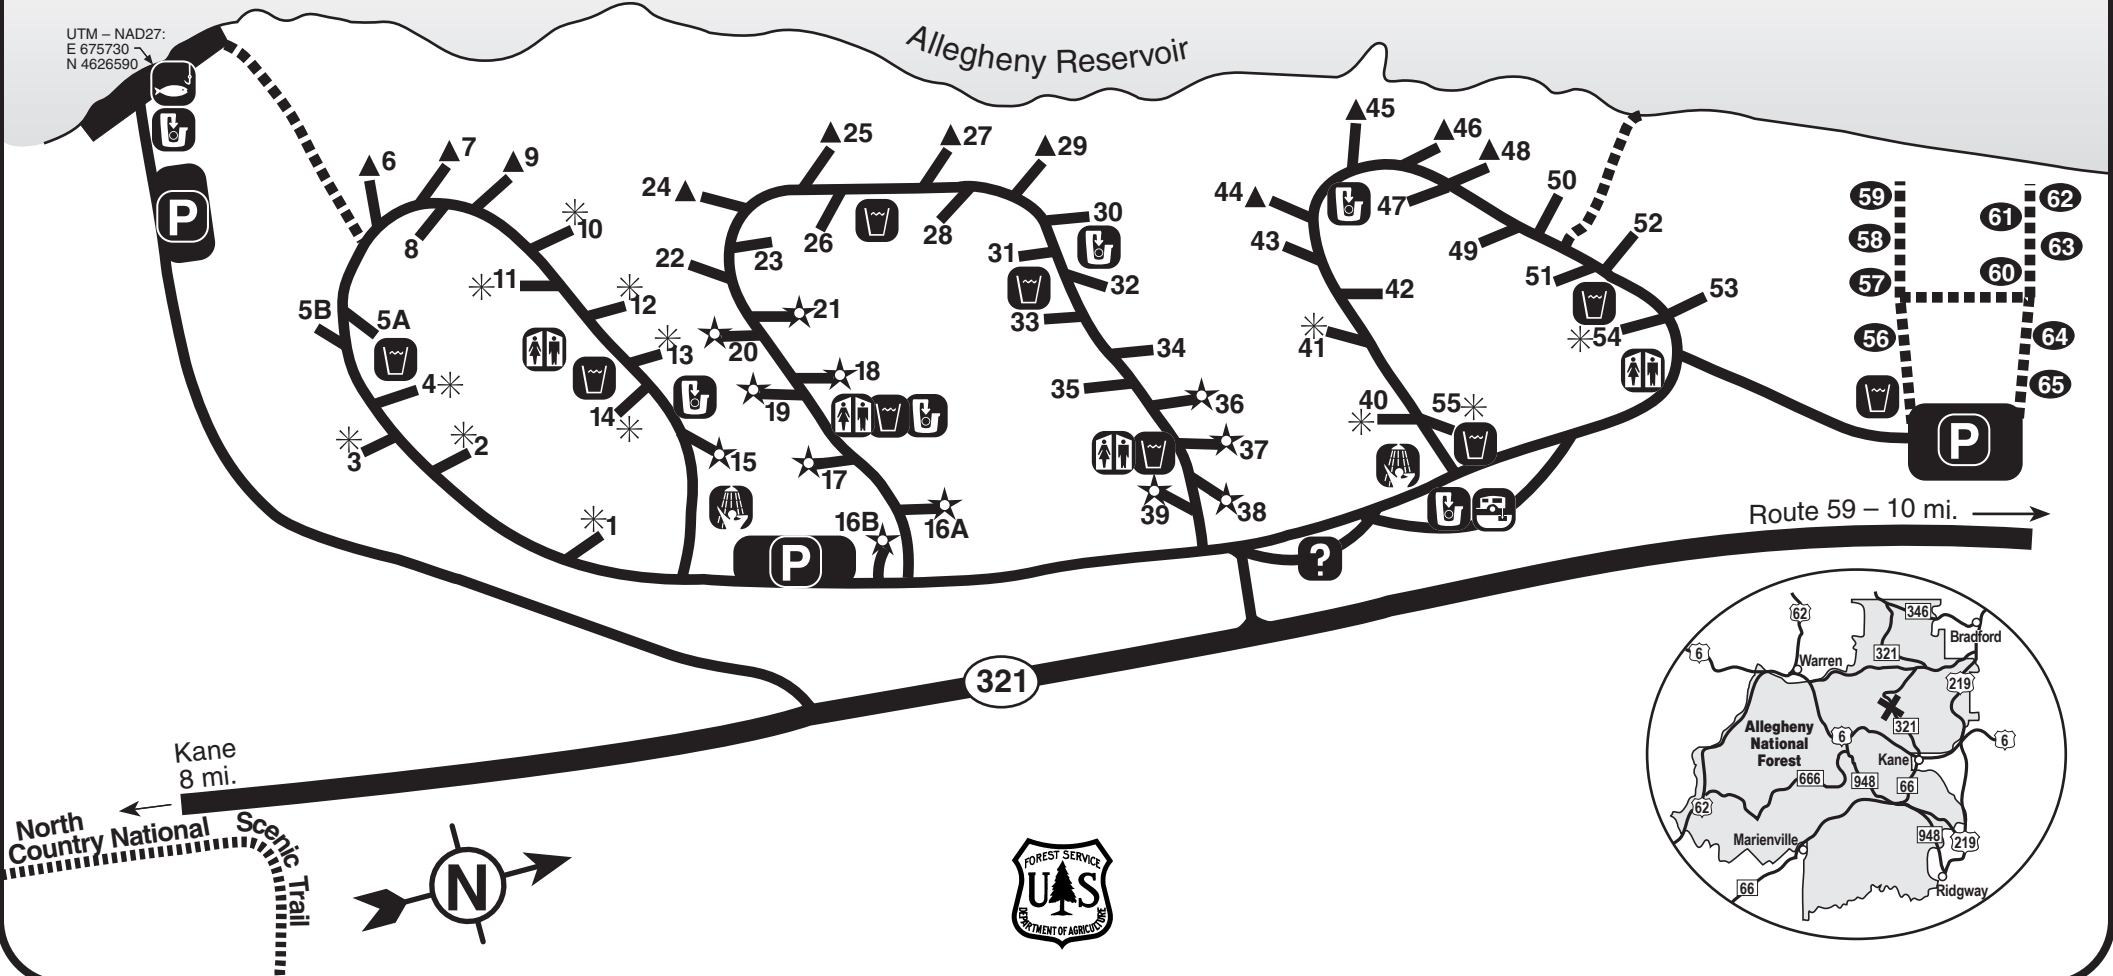 UTM – NAD27:
E 675730
N 4626590
Allegheny Reservoir
P
6
7
9
8
10
11
12
13
14
15
5B
5A
4
3
2
1
24
25
27
29
26
28
22
23
21
20
18
19
17
16B
16A
P
30
31
32
33
34
35
36
37
38
39
45
46
48
44
47
50
43
49
52
51
42
53
54
41
40
55
?
59
58
57
56
62
61
63
60
64
65
P
Route 59 – 10 mi.
321
Kane
8 mi.
North
Country National Scenic Trail
N
FOREST SERVICE
U S
DEPARTMENT OF AGRICULTURE
62
346
Bradford
6
Warren
321
219
Allegheny
National
Forest
321
6
6
Kane
666
948
66
62
Marienville
948
219
66
Ridgway